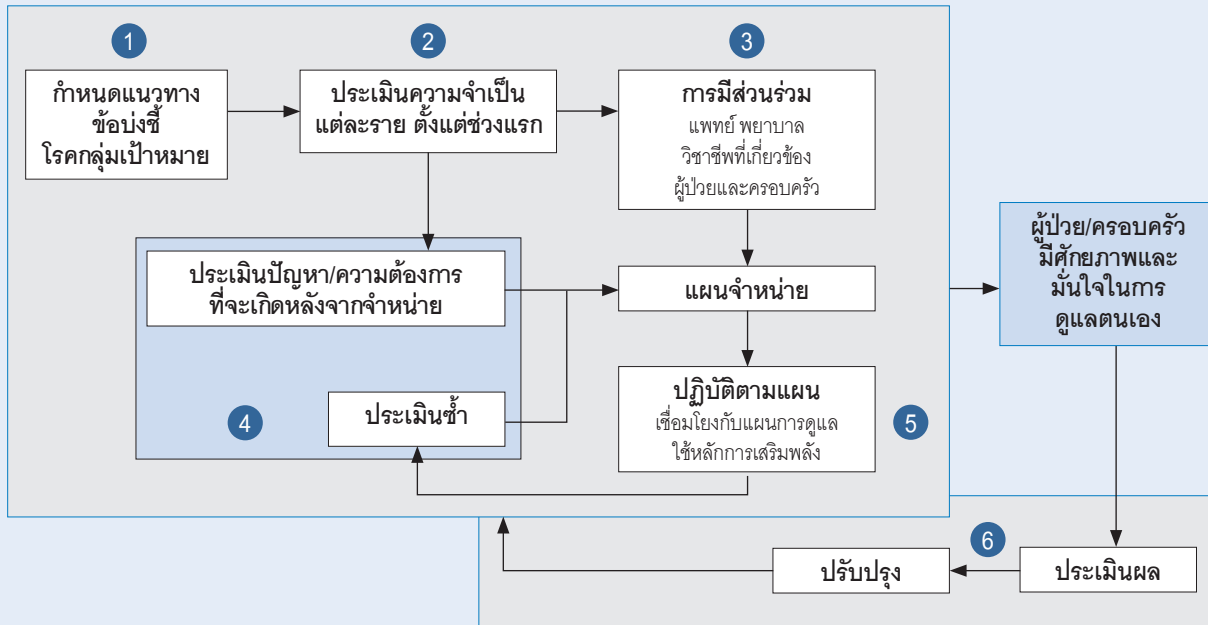 1
กำหนดแนวทาง
ข้อบ่งชี้
โรคกลุ่มเป้าหมาย
2
ประเมินความจำเป็น
แต่ละราย ตั้งแต่ช่วงแรก
3
การมีส่วนร่วม
แพทย์ พยาบาล
วิชาชีพที่เกี่ยวข้อง
ผู้ป่วยและครอบครัว
ประเมินปัญหา/ความต้องการ
ที่จะเกิดหลังจากจำหน่าย
แผนจำหน่าย
4
ประเมินซ้ำ
ปฏิบัติตามแผน
เชื่อมโยงกับแผนการดูแล
ใช้หลักการเสริมพลัง
5
ผู้ป่วย/ครอบครัว
มีศักยภาพและ
มั่นใจในการ
ดูแลตนเอง
6
ปรับปรุง
ประเมินผล